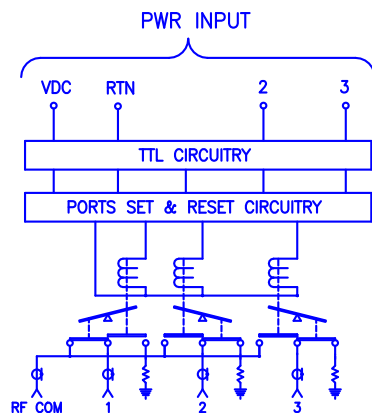 PWR INPUT
VDC RTN 2 3
TTL CIRCUITRY
PORTS SET & RESET CIRCUITRY
RF COM 1 2 3